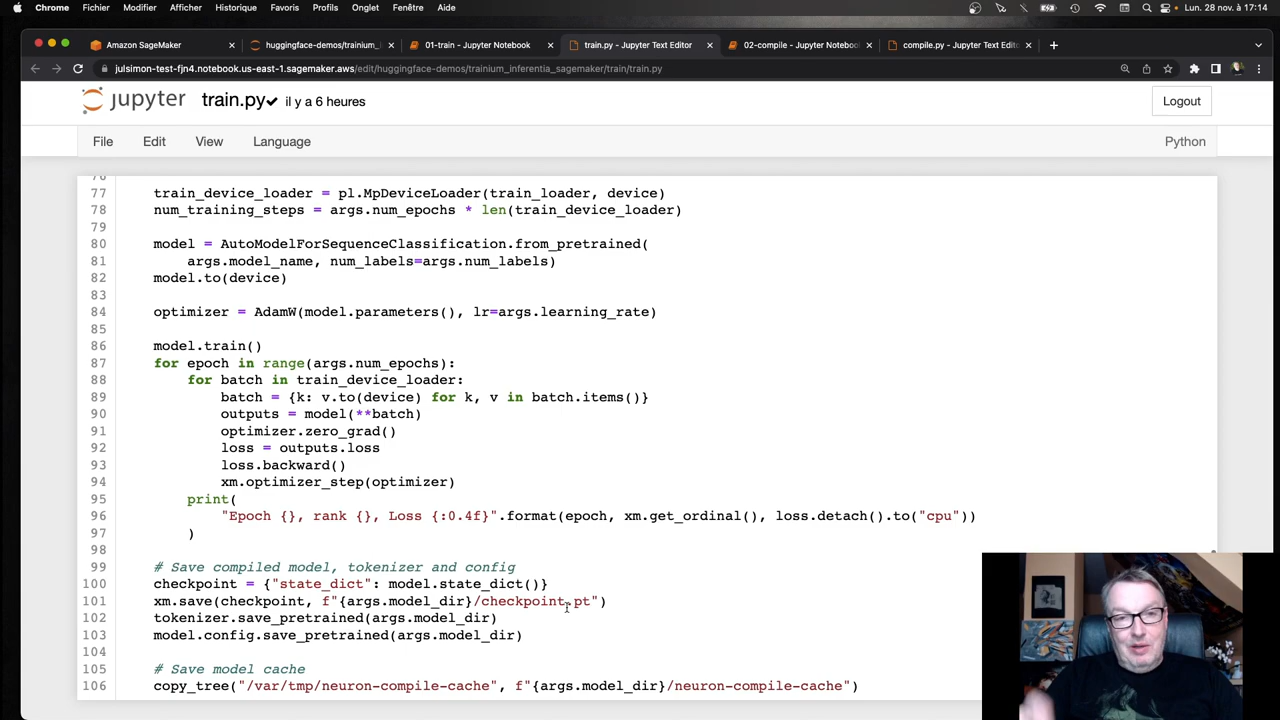 Chrome Fichier Modifier Afficher Historique Favoris Profils Onglet Fenêtre Aide Lun. 28 nov. à 17:14
Amazon SageMaker huggingface-demos/trainium_i 01-train - Jupyter Notebook train.py - Jupyter Text Editor 02-compile - Jupyter Notebook compile.py - Jupyter Text Edito
julsimon-test-fjn4.notebook.us-east-1.sagemaker.aws/edit/huggingface-demos/trainium_inferentia_sagemaker/train/train.py
jupyter train.py il y a 6 heures Logout
File Edit View Language Python
76
77 train_device_loader = pl.MpDeviceLoader(train_loader, device)
78 num_training_steps = args.num_epochs * len(train_device_loader)
79
80 model = AutoModelForSequenceClassification.from_pretrained(
81 args.model_name, num_labels=args.num_labels)
82 model.to(device)
83
84 optimizer = AdamW(model.parameters(), lr=args.learning_rate)
85
86 model.train()
87 for epoch in range(args.num_epochs):
88 for batch in train_device_loader:
89 batch = {k: v.to(device) for k, v in batch.items()}
90 outputs = model(**batch)
91 optimizer.zero_grad()
92 loss = outputs.loss
93 loss.backward()
94 xm.optimizer_step(optimizer)
95 print(
96 "Epoch {}, rank {}, Loss {:0.4f}".format(epoch, xm.get_ordinal(), loss.detach().to("cpu"))
97 )
98
99 # Save compiled model, tokenizer and config
100 checkpoint = {"state_dict": model.state_dict()}
101 xm.save(checkpoint, f"{args.model_dir}/checkpoint.pt")
102 tokenizer.save_pretrained(args.model_dir)
103 model.config.save_pretrained(args.model_dir)
104
105 # Save model cache
106 copy_tree("/var/tmp/neuron-compile-cache", f"{args.model_dir}/neuron-compile-cache")